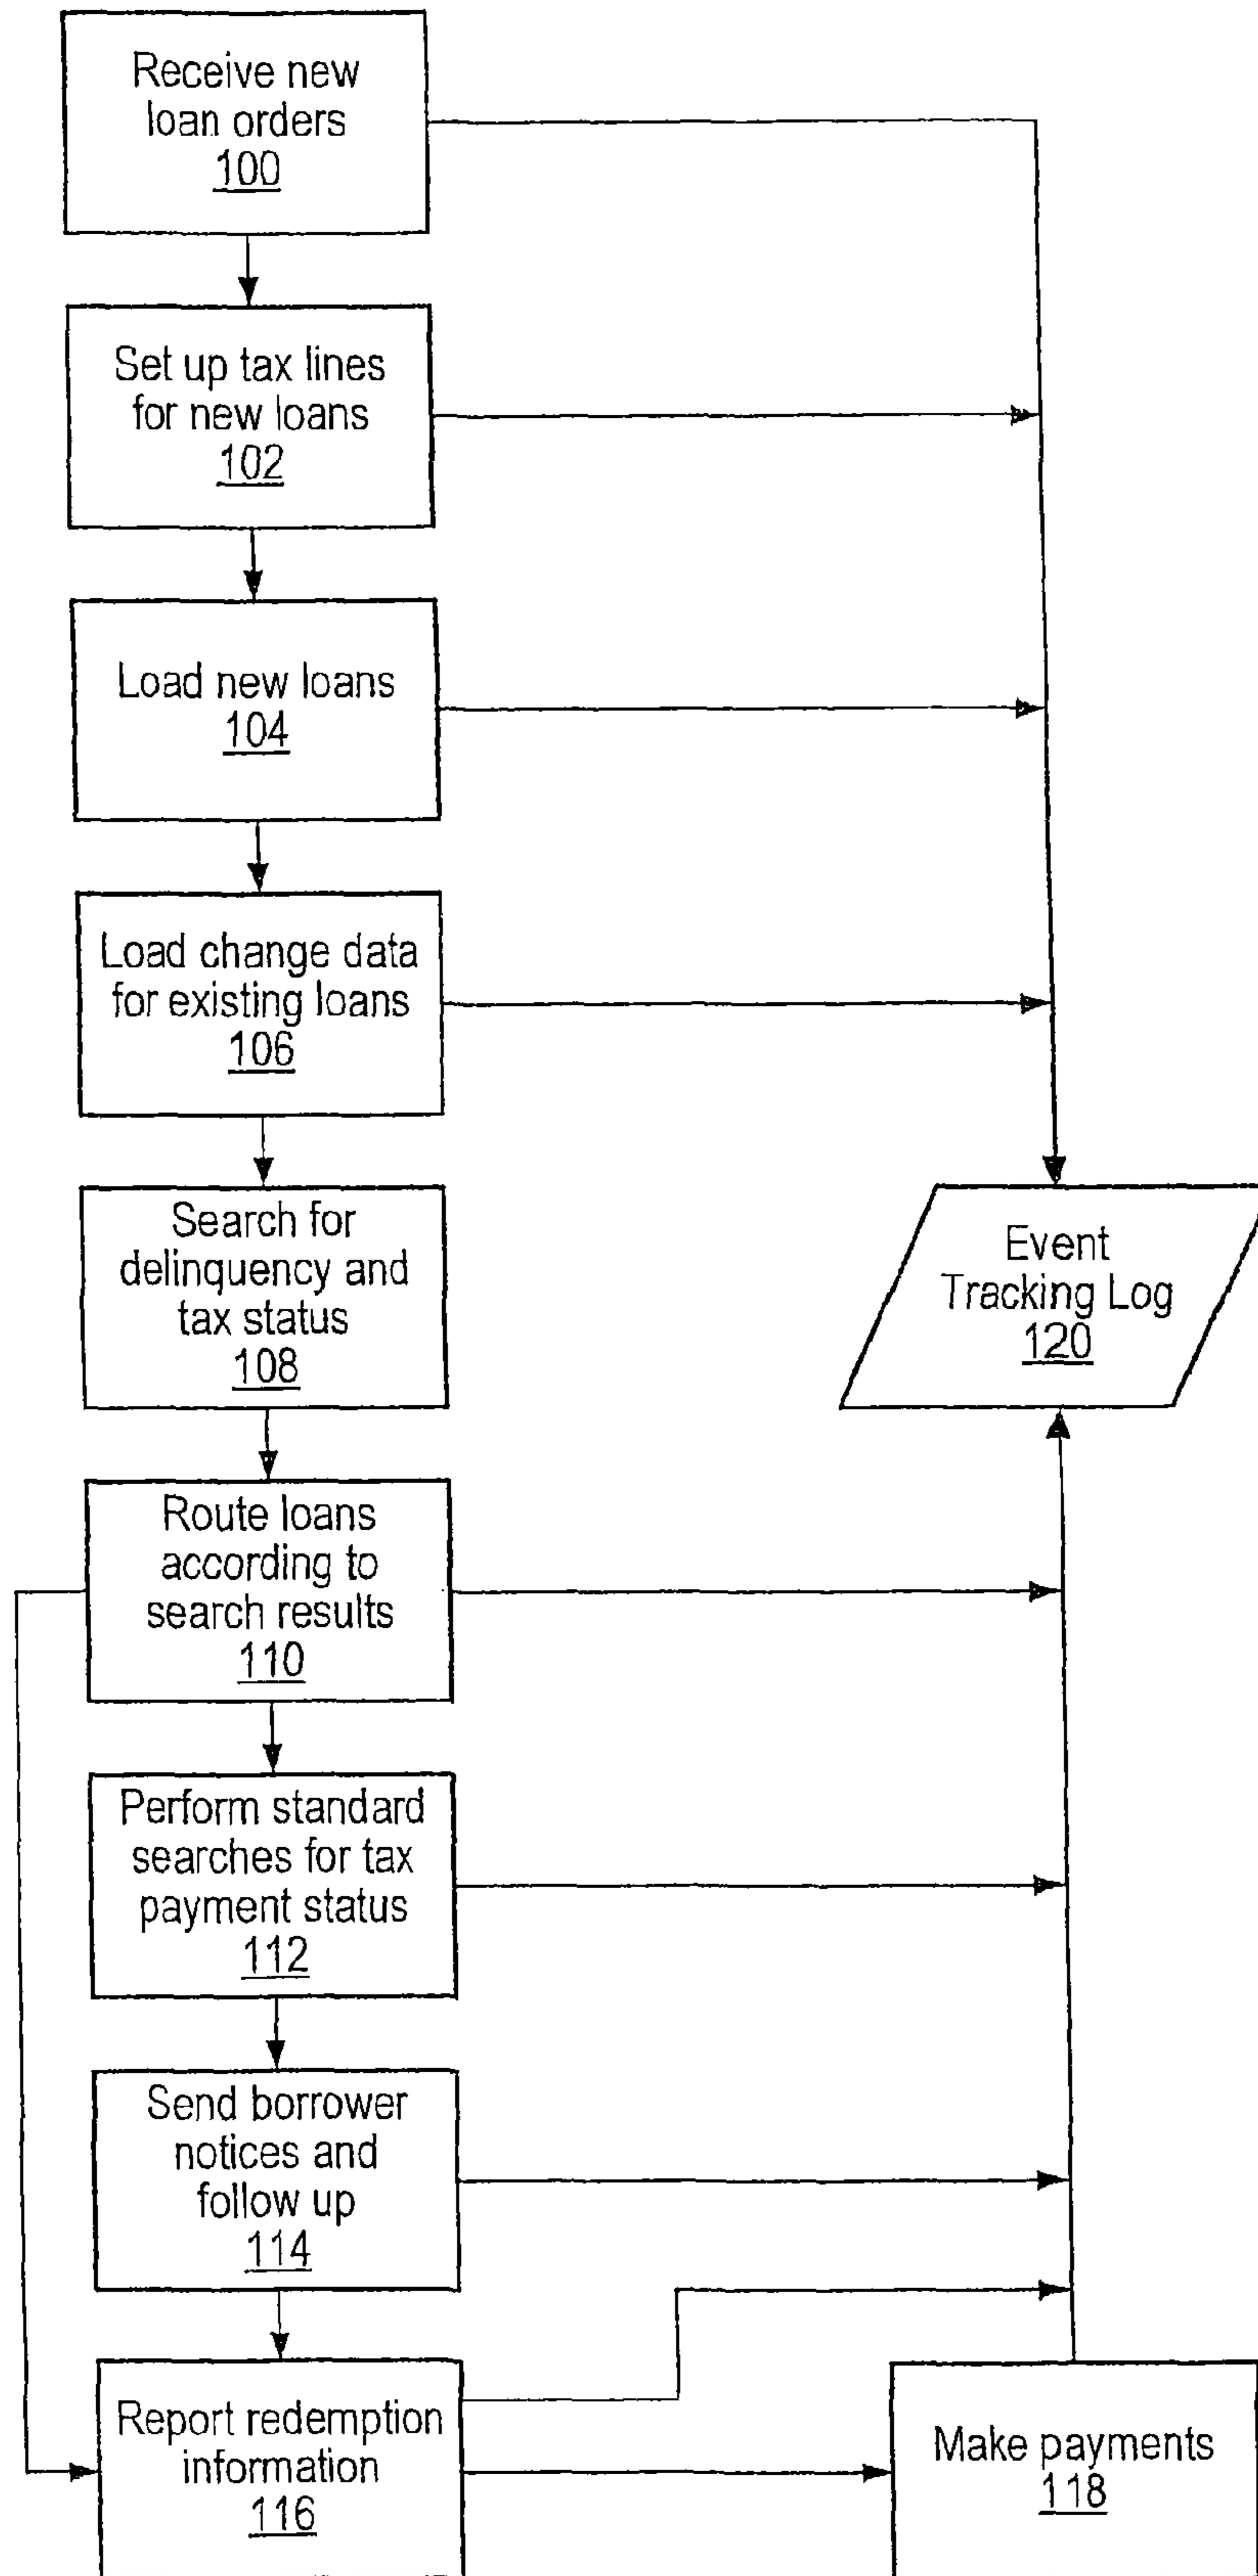 Receive new
loan orders
100
Set up tax lines
for new loans
102
Load new loans
104
Load change data
for existing loans
106
Search for
delinquency and
tax status
108
Event
Tracking Log
120
Route loans
according to
search results
110
Perform standard
searches for tax
payment status
112
Send borrower
notices and
follow up
114
Report redemption
information
116
Make payments
118